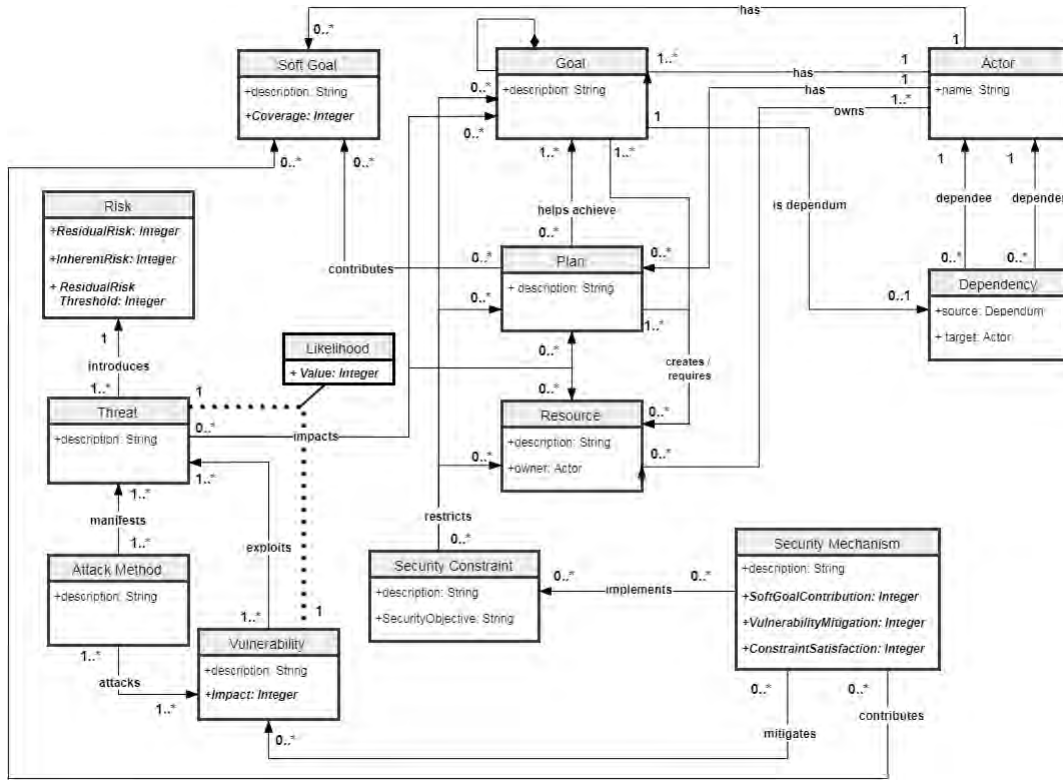 has
0..*
1
Soft Goal
+description: String
+Coverage: Integer
Goal
+description: String
1..*
1
has
1
has
Actor
+name: String
1..*
owns
0..*
0..*
1
0..*
0..*
1..*
1..*
1
1
dependee
is dependum
helps achieve
Risk
+ResidualRisk: Integer
+InherentRisk: Integer
+ ResidualRisk
Threshold: Integer
contributes
0..*
0..*
Plan
+ description: String
0..*
0..*
0..*
0..1
Dependency
+source: Dependum
+ target: Actor
0..*
1..*
1
introduces
1..*
Likelihood
+ Value: Integer
0..*
0..*
creates /
requires
1
Threat
+description: String
0..*
impacts
Resource
+description: String
+owner: Actor
0..*
0..*
0..*
1..*
1..*
manifests
1..*
exploits
restricts
0..*
Attack Method
+description: String
Security Constraint
+description: String
+SecurityObjective: String
0..*
implements
0..*
Security Mechanism
+description: String
+SoftGoalContribution: Integer
+VulnerabilityMitigation: Integer
+ConstraintSatisfaction: Integer
1..*
1
Vulnerability
+description: String
+Impact: Integer
1..*
attacks
1..*
0..*
0..*
0..*
mitigates
contributes